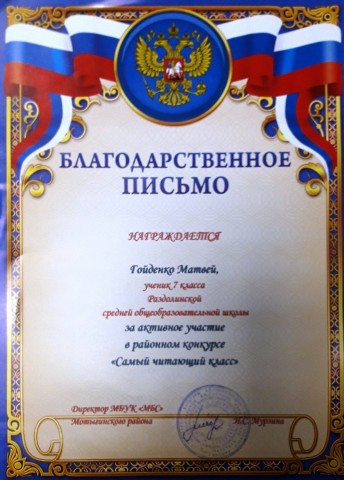 БЛАГОДАРСТВЕННОЕ
ПИСЬМО
НАГРАЖДАЕТСЯ
Гойденко Матвей,
ученик 7 класса
Раздолинской
средней общеобразовательной школы
за активное участие
в районном конкурсе
«Самый читающий класс»
Директор МБУК «МБС»
Мотыгинского района Н.С. Мурзина